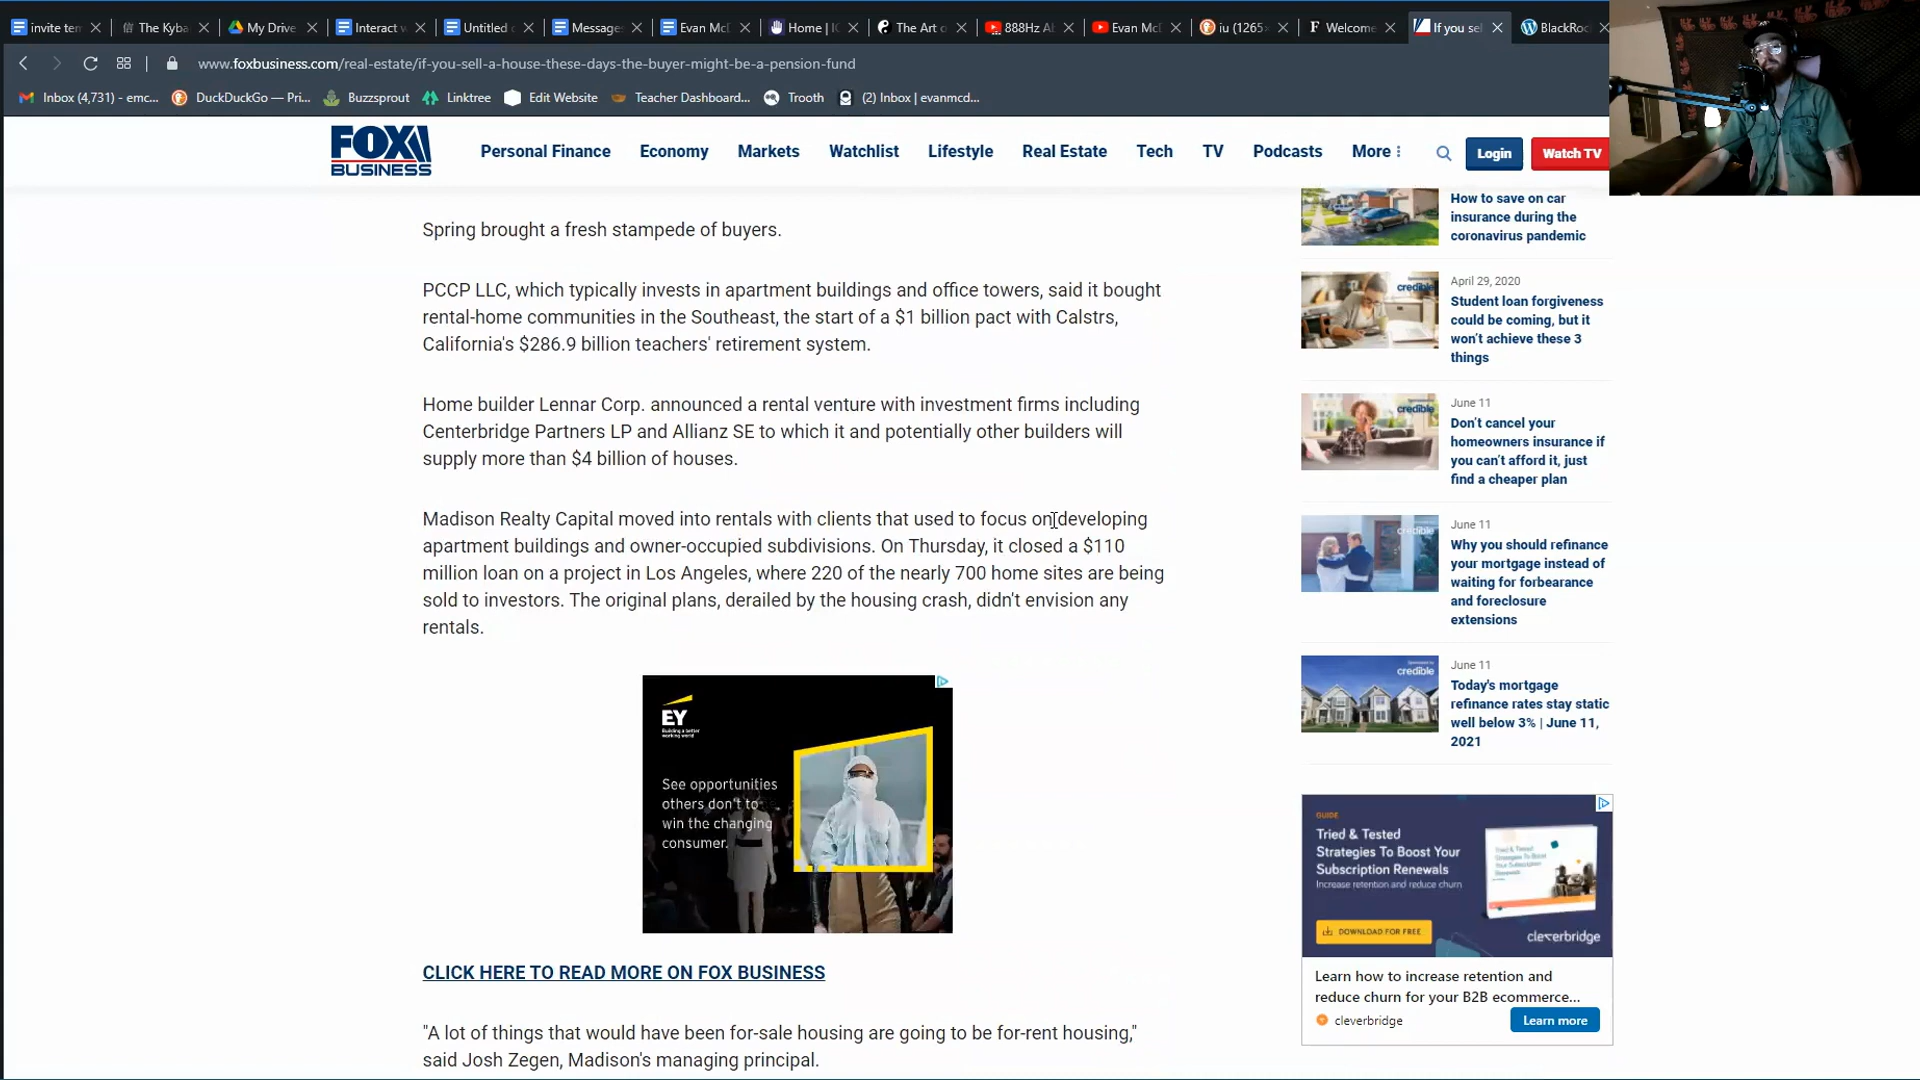 invite ten
The Kyba
My Drive
Interact w
Untitled
Message
Evan McD
Home | IC
The Art o
888Hz Ab
Evan McD
iu (1265×
Welcome
If you sel
BlackRoc
www.foxbusiness.com/real-estate/if-you-sell-a-house-these-days-the-buyer-might-be-a-pension-fund
Inbox (4,731) - emc...
DuckDuckGo — Pri...
Buzzsprout
Linktree
Edit Website
Teacher Dashboard...
Trooth
(2) Inbox | evanmcd...
FOX
BUSINESS
Personal Finance
Economy
Markets
Watchlist
Lifestyle
Real Estate
Tech
TV
Podcasts
More
Login
Watch TV
Spring brought a fresh stampede of buyers.
PCCP LLC, which typically invests in apartment buildings and office towers, said it bought
rental-home communities in the Southeast, the start of a $1 billion pact with Calstrs,
California's $286.9 billion teachers' retirement system.
Home builder Lennar Corp. announced a rental venture with investment firms including
Centerbridge Partners LP and Allianz SE to which it and potentially other builders will
supply more than $4 billion of houses.
Madison Realty Capital moved into rentals with clients that used to focus on developing
apartment buildings and owner-occupied subdivisions. On Thursday, it closed a $110
million loan on a project in Los Angeles, where 220 of the nearly 700 home sites are being
sold to investors. The original plans, derailed by the housing crash, didn't envision any
rentals.
EY
Building a better
working world
See opportunities
others don't to
win the changing
consumer.
CLICK HERE TO READ MORE ON FOX BUSINESS
"A lot of things that would have been for-sale housing are going to be for-rent housing,"
said Josh Zegen, Madison's managing principal.
How to save on car
insurance during the
coronavirus pandemic
credible
April 29, 2020
Student loan forgiveness
could be coming, but it
won't achieve these 3
things
credible
June 11
Don't cancel your
homeowners insurance if
you can't afford it, just
find a cheaper plan
credible
June 11
Why you should refinance
your mortgage instead of
waiting for forbearance
and foreclosure
extensions
credible
June 11
Today's mortgage
refinance rates stay static
well below 3% | June 11,
2021
GUIDE
Tried & Tested
Strategies To Boost Your
Subscription Renewals
Increase retention and reduce churn
DOWNLOAD FOR FREE
cleverbridge
Learn how to increase retention and
reduce churn for your B2B ecommerce...
cleverbridge
Learn more